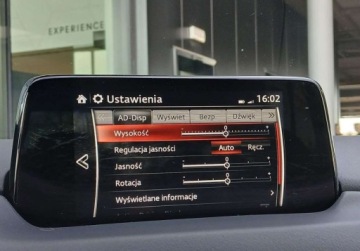 EXPERIENCE
Ustawienia 16:02
AD-Disp Wyświet Bezp Dźwięk
Wysokość
Regulacja jasności Auto Ręcz.
Jasność
Rotacja
Wyświetlane informacje